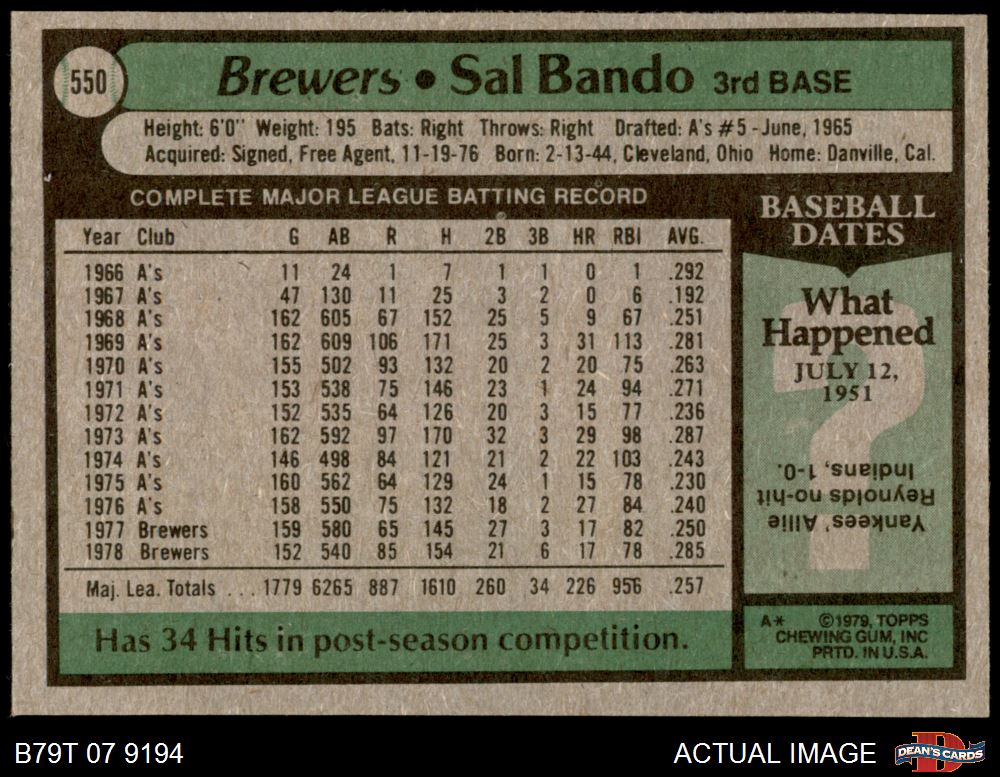 550
Brewers • Sal Bando 3rd BASE
Height: 6'0" Weight: 195 Bats: Right Throws: Right Drafted: A's #5 - June, 1965
Acquired: Signed, Free Agent, 11-19-76 Born: 2-13-44, Cleveland, Ohio Home: Danville, Cal.
COMPLETE MAJOR LEAGUE BATTING RECORD
Year Club G AB R H 2B 3B HR RBI AVG.
1966 A's 11 24 1 7 1 1 0 1 .292
1967 A's 47 130 11 25 3 2 0 6 .192
1968 A's 162 605 67 152 25 5 9 67 .251
1969 A's 162 609 106 171 25 3 31 113 .281
1970 A's 155 502 93 132 20 2 20 75 .263
1971 A's 153 538 75 146 23 1 24 94 .271
1972 A's 152 535 64 126 20 3 15 77 .236
1973 A's 162 592 97 170 32 3 29 98 .287
1974 A's 146 498 84 121 21 2 22 103 .243
1975 A's 160 562 64 129 24 1 15 78 .230
1976 A's 158 550 75 132 18 2 27 84 .240
1977 Brewers 159 580 65 145 27 3 17 82 .250
1978 Brewers 152 540 85 154 21 6 17 78 .285
Maj. Lea. Totals . . . 1779 6265 887 1610 260 34 226 956 .257
Has 34 Hits in post-season competition.
BASEBALL
DATES
What
Happened
JULY 12,
1951
?
Yankees' Allie
Reynolds no-hit
Indians, 1-0.
A* ©1979, TOPPS
CHEWING GUM, INC
PRTD. IN U.S.A.
B79T 07 9194
ACTUAL IMAGE
D
DEAN'S CARDS